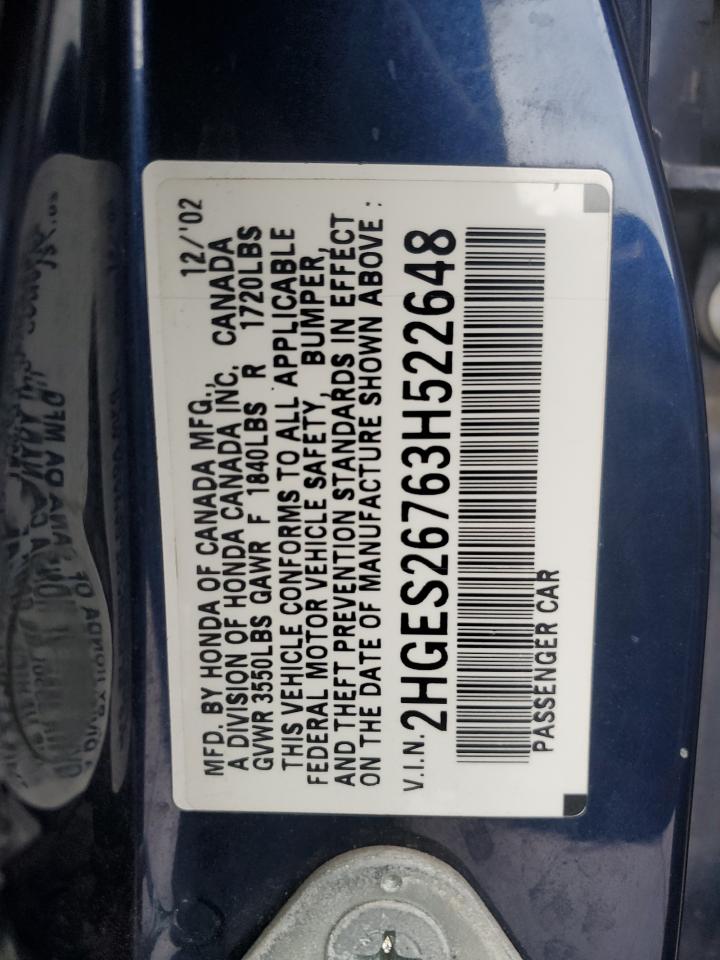 MFD. BY HONDA OF CANADA MFG., 12/'02
A DIVISION OF HONDA CANADA INC. CANADA
GVWR 3550LBS GAWR F 1840LBS R 1720LBS
THIS VEHICLE CONFORMS TO ALL APPLICABLE
FEDERAL MOTOR VEHICLE SAFETY, BUMPER,
AND THEFT PREVENTION STANDARDS IN EFFECT
ON THE DATE OF MANUFACTURE SHOWN ABOVE :
V.I.N. 2HGES26763H522648
PASSENGER CAR